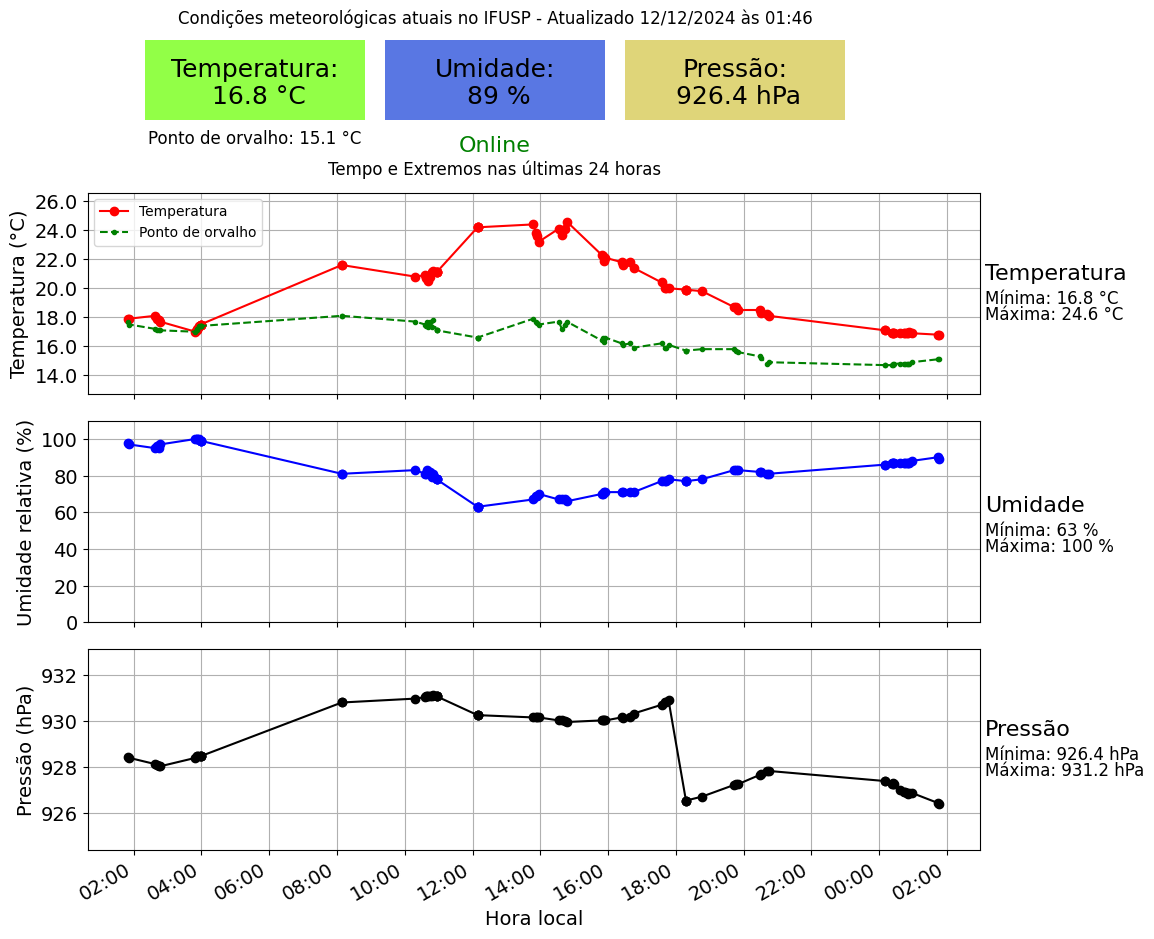 Condições meteorológicas atuais no IFUSP - Atualizado 12/12/2024 às 01:46
Temperatura:
16.8 °C
Umidade:
89 %
Pressão:
926.4 hPa
Ponto de orvalho: 15.1 °C
Online
Tempo e Extremos nas últimas 24 horas
Temperatura (°C)
26.0
24.0
22.0
20.0
18.0
16.0
14.0
Temperatura
Ponto de orvalho
Temperatura
Mínima: 16.8 °C
Máxima: 24.6 °C
Umidade relativa (%)
100
80
60
40
20
0
Umidade
Mínima: 63 %
Máxima: 100 %
Pressão (hPa)
932
930
928
926
Pressão
Mínima: 926.4 hPa
Máxima: 931.2 hPa
02:00 04:00 06:00 08:00 10:00 12:00 14:00 16:00 18:00 20:00 22:00 00:00 02:00
Hora local